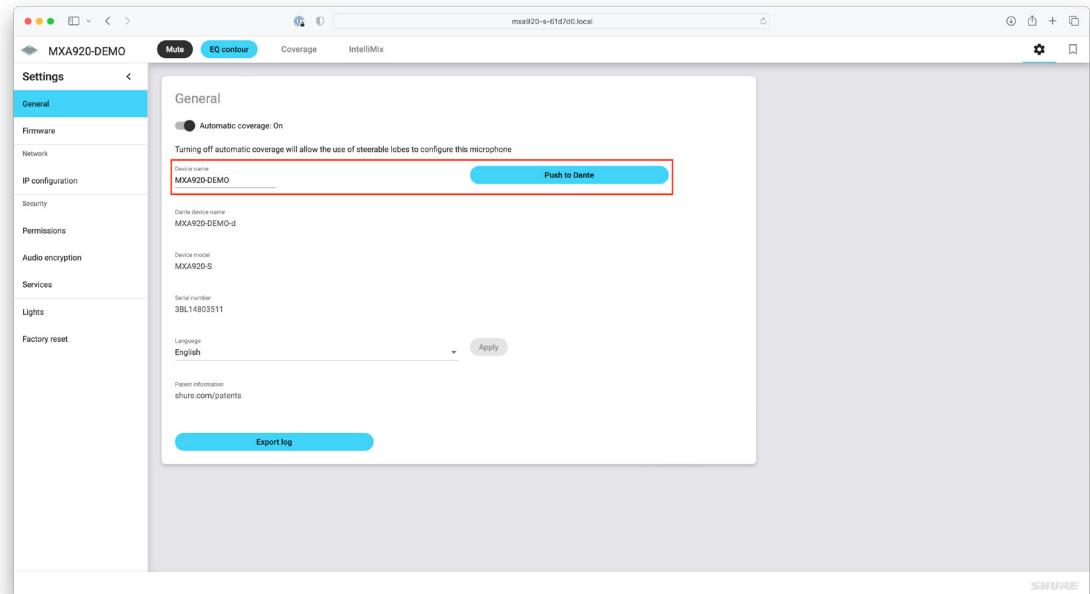 mxa920-s-61d7d0.local
MXA920-DEMO
Mute
EQ contour
Coverage
IntelliMix
Settings
General
Firmware
Network
IP configuration
Security
Permissions
Audio encryption
Services
Lights
Factory reset
General
Automatic coverage: On
Turning off automatic coverage will allow the use of steerable lobes to configure this microphone
Device name
MXA920-DEMO
Push to Dante
Dante device name
MXA920-DEMO-d
Device model
MXA920-S
Serial number
3BL14803511
Language
English
Apply
Patent information
shure.com/patents
Export log
SHURE